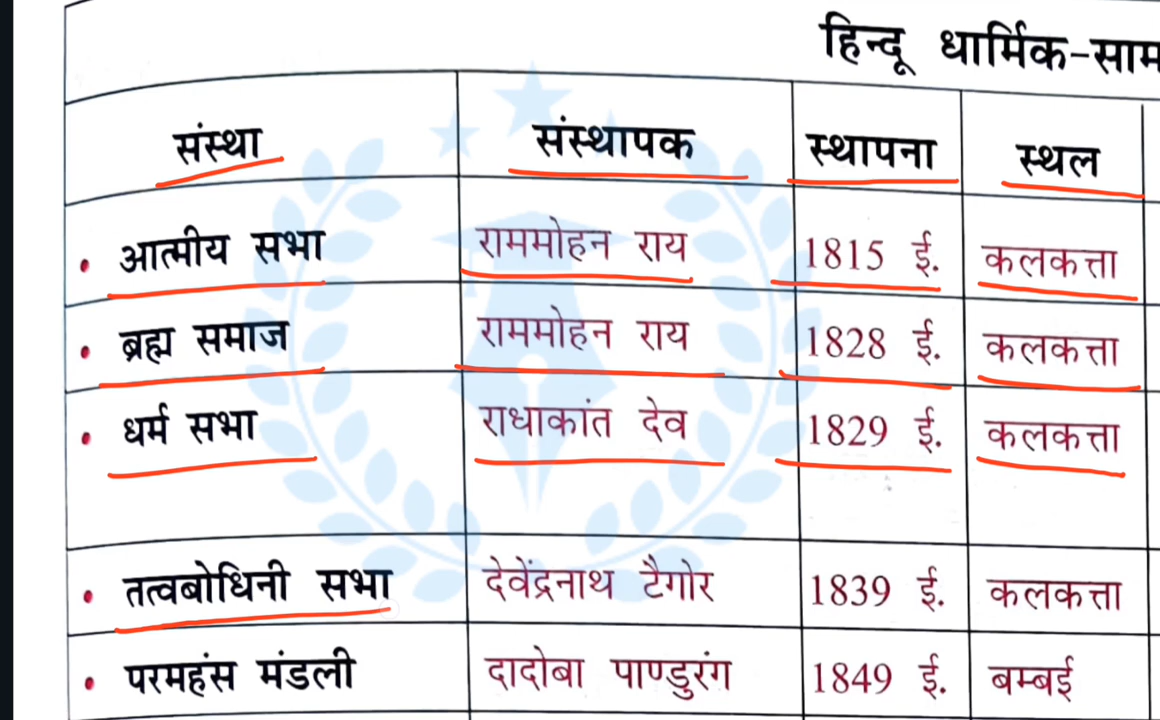 हिन्दू धार्मिक-साम
संस्था संस्थापक स्थापना स्थल
• आत्मीय सभा राममोहन राय 1815 ई. कलकत्ता
• ब्रह्म समाज राममोहन राय 1828 ई. कलकत्ता
• धर्म सभा राधाकांत देव 1829 ई. कलकत्ता
• तत्वबोधिनी सभा देवेंद्रनाथ टैगोर 1839 ई. कलकत्ता
• परमहंस मंडली दादोबा पाण्डुरंग 1849 ई. बम्बई